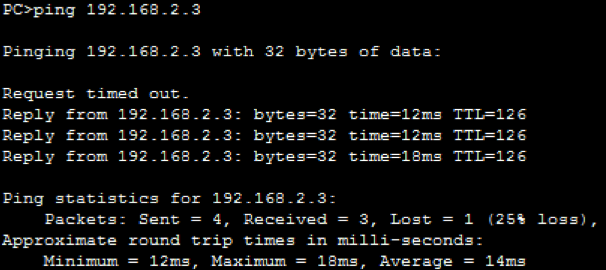 PC>ping 192.168.2.3
Pinging 192.168.2.3 with 32 bytes of data:
Request timed out.
Reply from 192.168.2.3: bytes=32 time=12ms TTL=126
Reply from 192.168.2.3: bytes=32 time=12ms TTL=126
Reply from 192.168.2.3: bytes=32 time=18ms TTL=126
Ping statistics for 192.168.2.3:
Packets: Sent = 4, Received = 3, Lost = 1 (25% loss),
Approximate round trip times in milli-seconds:
Minimum = 12ms, Maximum = 18ms, Average = 14ms